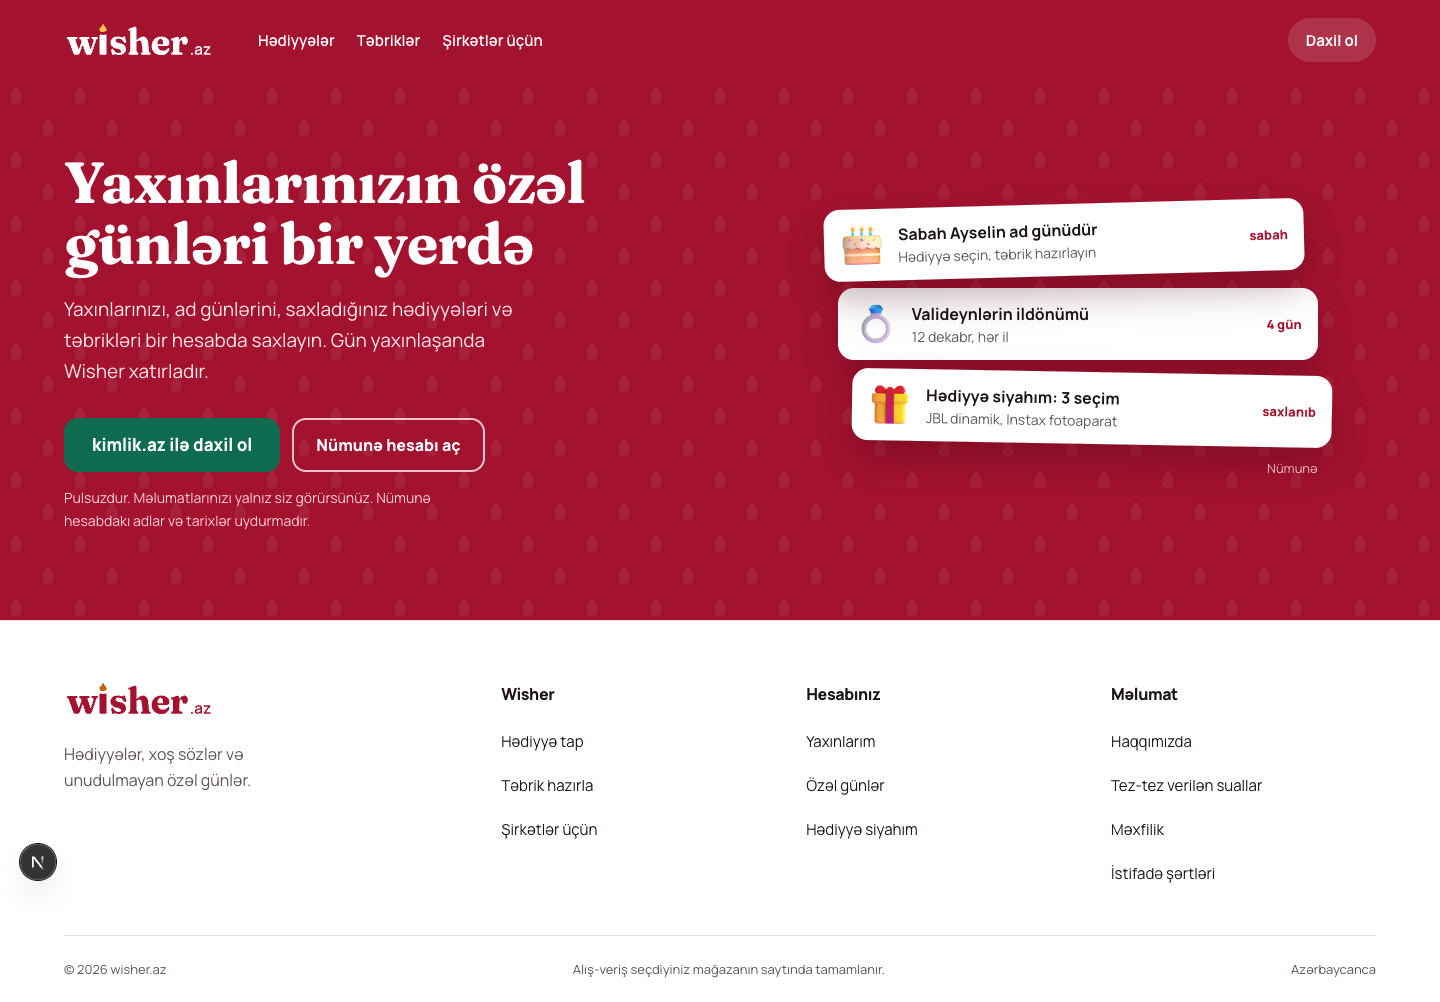 wisher.az
Hədiyyələr
Təbriklər
Şirkətlər üçün
Daxil ol
Yaxınlarınızın özəl
günləri bir yerdə
Yaxınlarınızı, ad günlərini, saxladığınız hədiyyələri və
təbrikləri bir hesabda saxlayın. Gün yaxınlaşanda
Wisher xatırladır.
kimlik.az ilə daxil ol
Nümunə hesabı aç
Pulsuzdur. Məlumatlarınızı yalnız siz görürsünüz. Nümunə
hesabdakı adlar və tarixlər uydurmadır.
Sabah Ayselin ad günüdür
Hədiyyə seçin, təbrik hazırlayın
sabah
Valideynlərin ildönümü
12 dekabr, hər il
4 gün
Hədiyyə siyahım: 3 seçim
JBL dinamik, Instax fotoaparat
saxlanıb
Nümunə
wisher.az
Hədiyyələr, xoş sözlər və
unudulmayan özəl günlər.
Wisher
Hədiyyə tap
Təbrik hazırla
Şirkətlər üçün
Hesabınız
Yaxınlarım
Özəl günlər
Hədiyyə siyahım
Məlumat
Haqqımızda
Tez-tez verilən suallar
Məxfilik
İstifadə şərtləri
N
© 2026 wisher.az
Alış-veriş seçdiyiniz mağazanın saytında tamamlanır.
Azərbaycanca